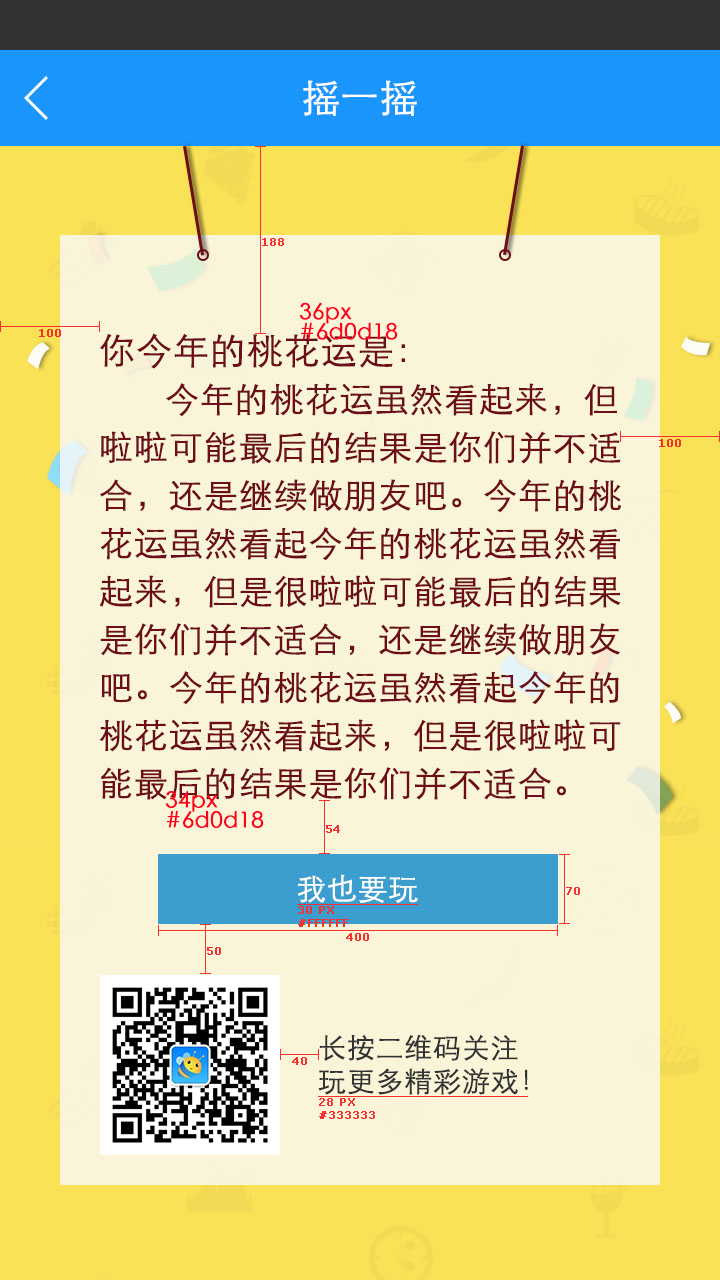 摇一摇
188
100
36px
#6d0d18
你今年的桃花运是：
今年的桃花运虽然看起来，但
啦啦可能最后的结果是你们并不适
100
合，还是继续做朋友吧。今年的桃
花运虽然看起今年的桃花运虽然看
起来，但是很啦啦可能最后的结果
是你们并不适合，还是继续做朋友
吧。今年的桃花运虽然看起今年的
桃花运虽然看起来，但是很啦啦可
能最后的结果是你们并不适合。
34px
#6d0d18
54
我也要玩
70
30 PX
#FFFFFF
400
50
长按二维码关注
40
玩更多精彩游戏！
28 PX
#333333